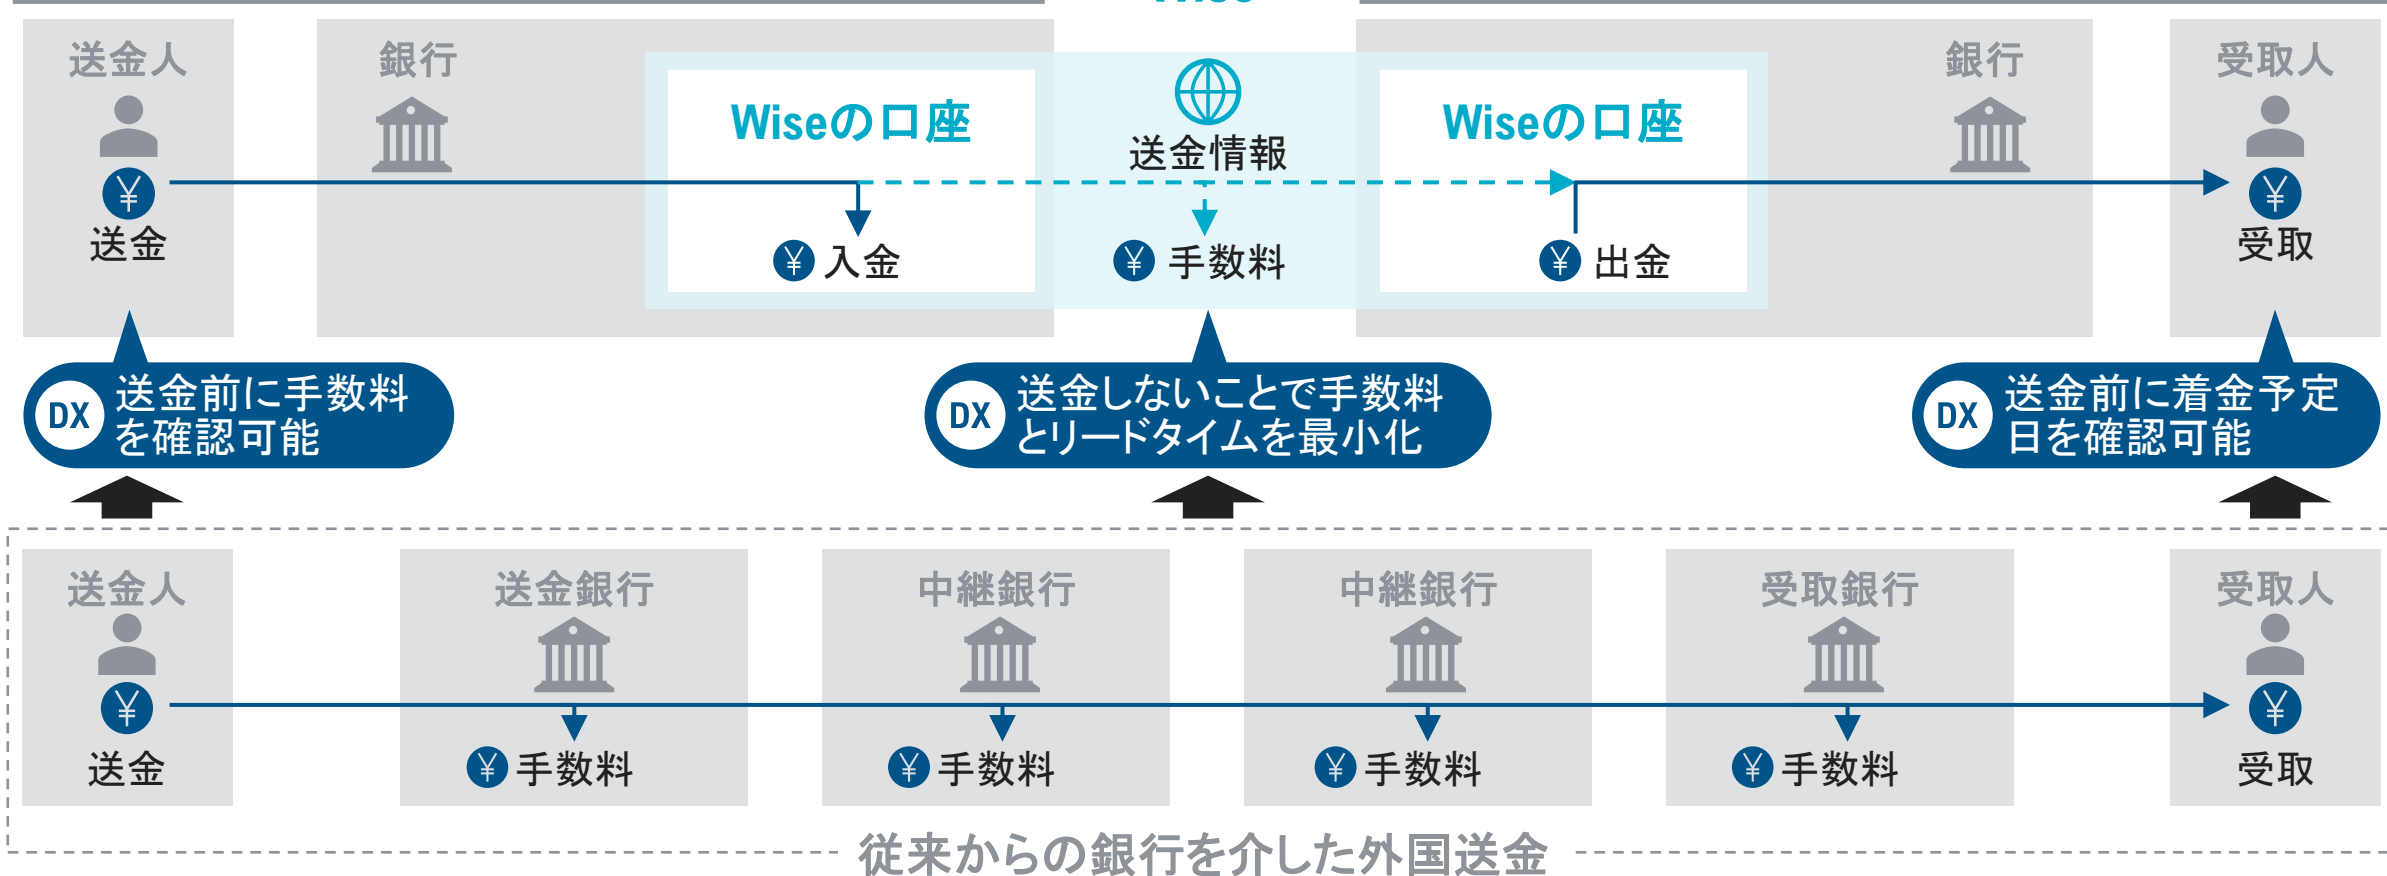 Wise
送金人
銀行
Wiseの口座
送金情報
Wiseの口座
銀行
受取人
¥
送金
¥ 入金
¥ 手数料
¥ 出金
¥
受取
DX
送金前に手数料
を確認可能
DX
送金しないことで手数料
とリードタイムを最小化
DX
送金前に着金予定
日を確認可能
送金人
送金銀行
中継銀行
中継銀行
受取銀行
受取人
¥
送金
¥ 手数料
¥ 手数料
¥ 手数料
¥ 手数料
¥
受取
従来からの銀行を介した外国送金